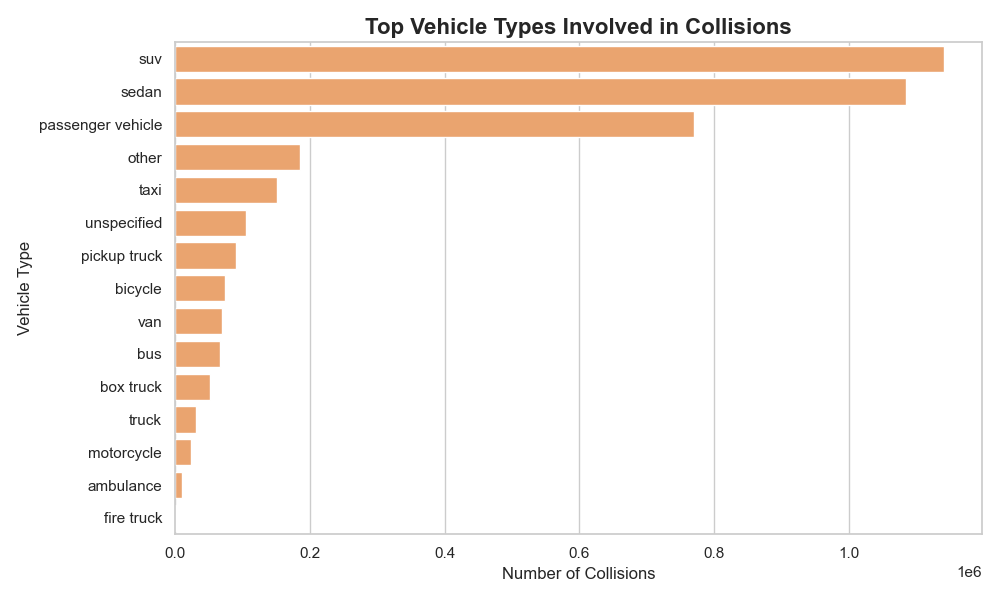 Top Vehicle Types Involved in Collisions
Vehicle Type
suv
sedan
passenger vehicle
other
taxi
unspecified
pickup truck
bicycle
van
bus
box truck
truck
motorcycle
ambulance
fire truck
0.0 0.2 0.4 0.6 0.8 1.0
1e6
Number of Collisions